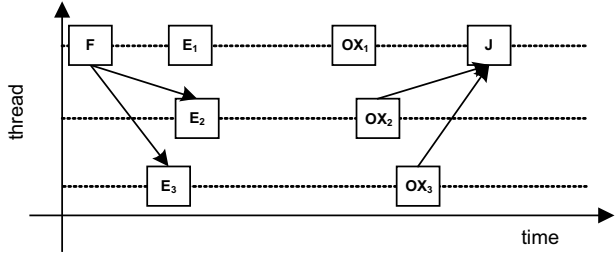 F E₁ OX₁ J
E₂ OX₂
E₃ OX₃
thread
time